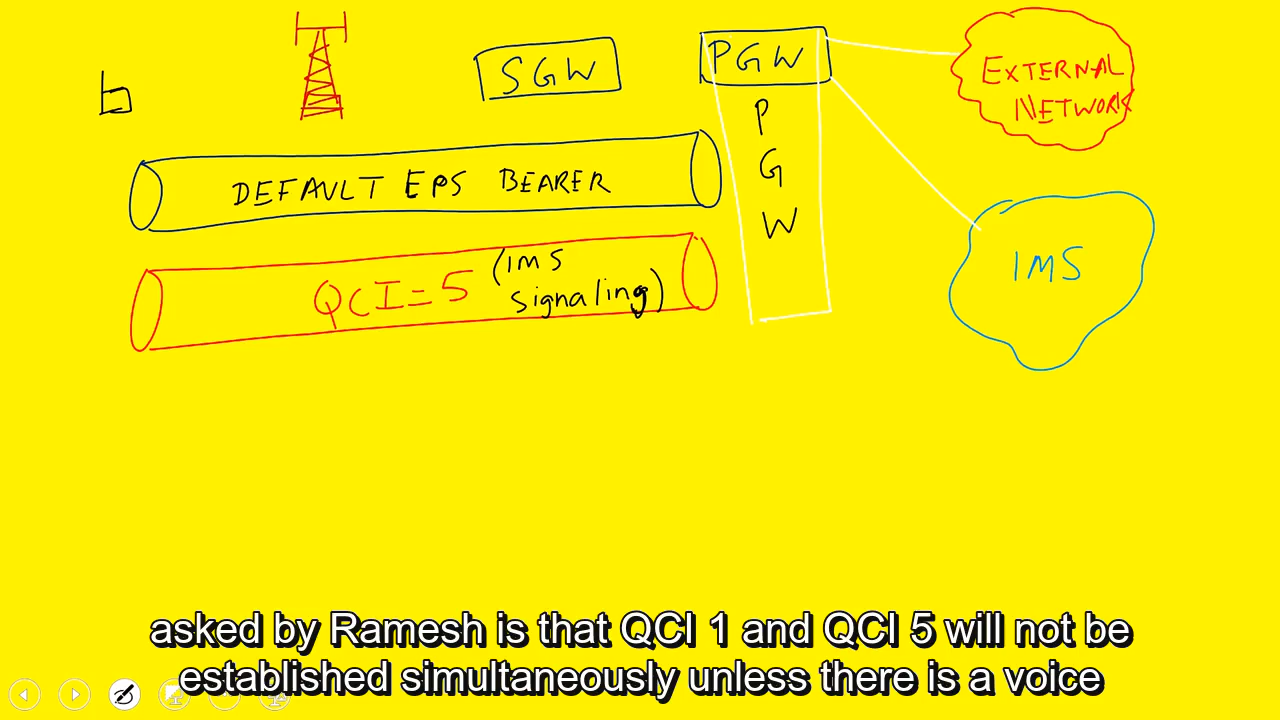 SGW
PGW
EXTERNAL
NETWORK
P
G
W
DEFAULT EPS BEARER
QCI=5 (IMS
signaling)
IMS
asked by Ramesh is that QCI 1 and QCI 5 will not be
established simultaneously unless there is a voice